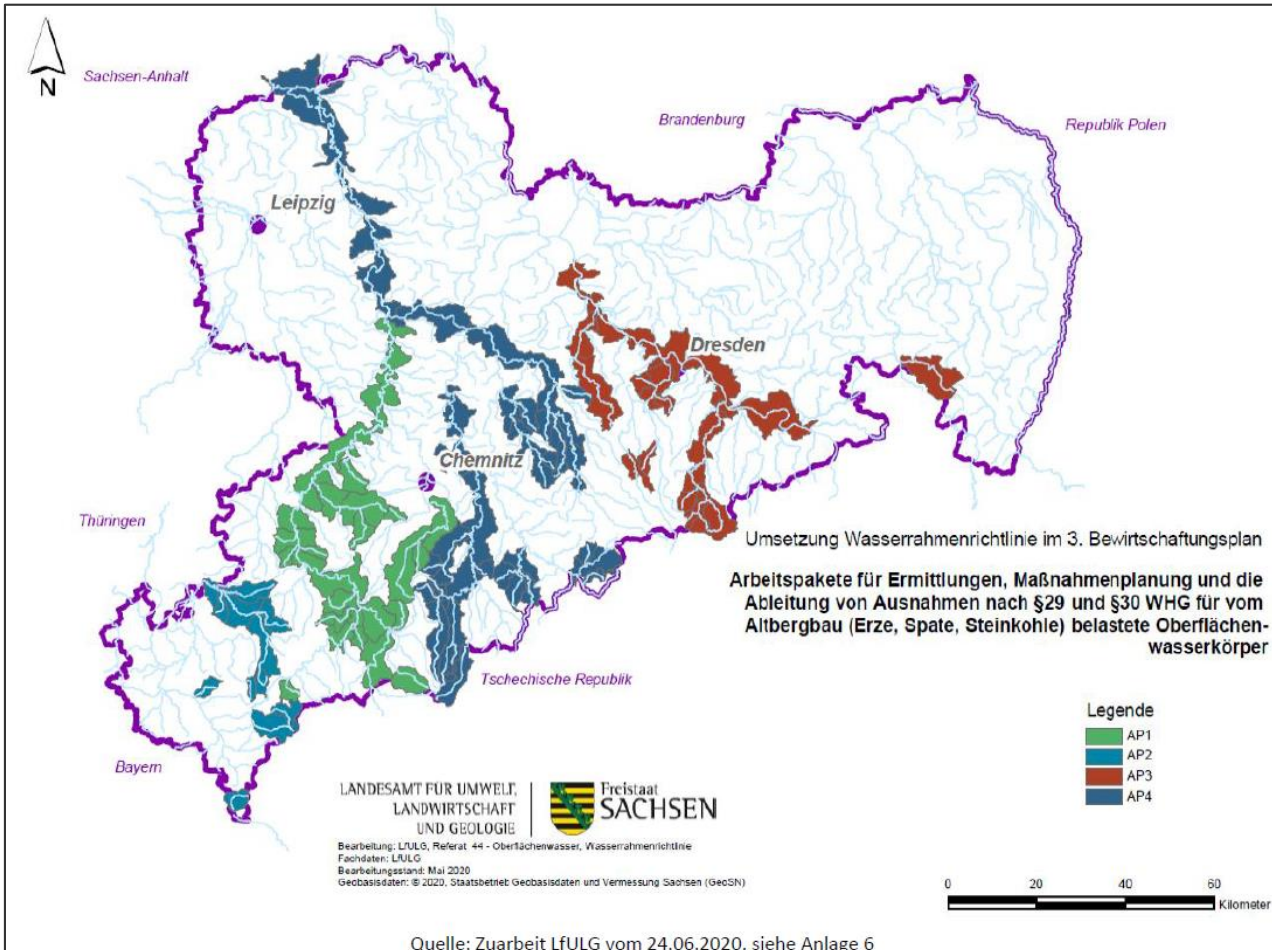 N
Sachsen-Anhalt
Brandenburg
Republik Polen
Leipzig
Dresden
Chemnitz
Thüringen
Umsetzung Wasserrahmenrichtlinie im 3. Bewirtschaftungsplan
Arbeitspakete für Ermittlungen, Maßnahmenplanung und die
Ableitung von Ausnahmen nach §29 und §30 WHG für vom
Altbergbau (Erze, Spate, Steinkohle) belastete Oberflächen-
wasserkörper
Tschechische Republik
Bayern
Legende
AP1
AP2
AP3
AP4
LANDESAMT FÜR UMWELT,
LANDWIRTSCHAFT
UND GEOLOGIE
Freistaat
SACHSEN
Bearbeitung: LfULG, Referat 44 - Oberflächenwasser, Wasserrahmenrichtlinie
Fachdaten: LfULG
Bearbeitungsstand: Mai 2020
Geobasisdaten: © 2020, Staatsbetrieb Geobasisdaten und Vermessung Sachsen (GeoSN)
0 20 40 60
Kilometer
Quelle: Zuarbeit LfULG vom 24.06.2020, siehe Anlage 6